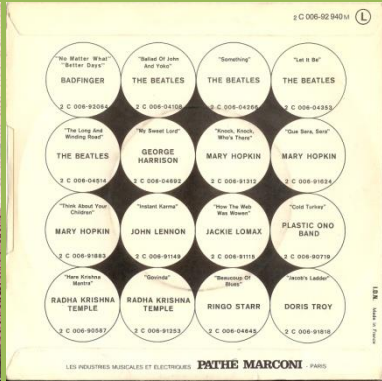 2 C 006-92 940 M L
"No Matter What"
"Better Days"
BADFINGER
2 C 006-92064
"Ballad Of John
And Yoko"
THE BEATLES
2 C 006-04108
"Something"
THE BEATLES
2 C 006-04266
"Let It Be"
THE BEATLES
2 C 006-04353
"The Long And
Winding Road"
THE BEATLES
2 C 006-04514
"My Sweet Lord"
GEORGE
HARRISON
2 C 006-04692
"Knock, Knock,
Who's There"
MARY HOPKIN
2 C 006-91312
"Que Sera, Sera"
MARY HOPKIN
2 C 006-91624
"Think About Your
Children"
MARY HOPKIN
2 C 006-91883
"Instant Karma"
JOHN LENNON
2 C 006-91149
"How The Web
Was Woven"
JACKIE LOMAX
2 C 006-91118
"Cold Turkey"
PLASTIC ONO
BAND
2 C 006-90719
"Hare Krishna
Mantra"
RADHA KRISHNA
TEMPLE
2 C 006-90587
"Govinda"
RADHA KRISHNA
TEMPLE
2 C 006-91253
"Beaucoup Of
Blues"
RINGO STARR
2 C 006-04648
"Jacob's Ladder"
DORIS TROY
2 C 006-91818
I.D.N. Made in France
LES INDUSTRIES MUSICALES ET ELECTRIQUES PATHE MARCONI - PARIS